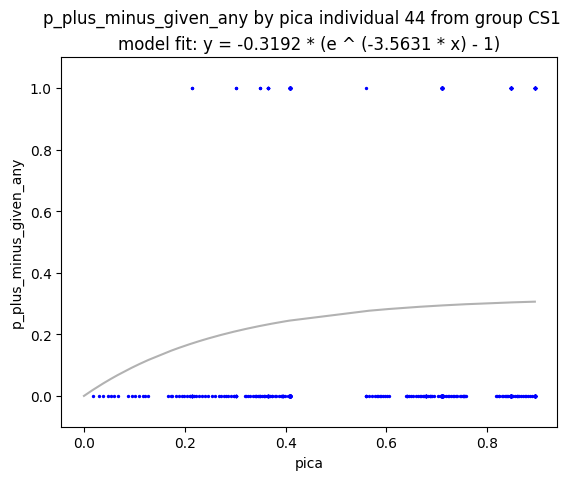 p_plus_minus_given_any by pica individual 44 from group CS1
model fit: y = -0.3192 * (e ^ (-3.5631 * x) - 1)
1.0
0.8
0.6
0.4
0.2
0.0
p_plus_minus_given_any
0.0 0.2 0.4 0.6 0.8
pica